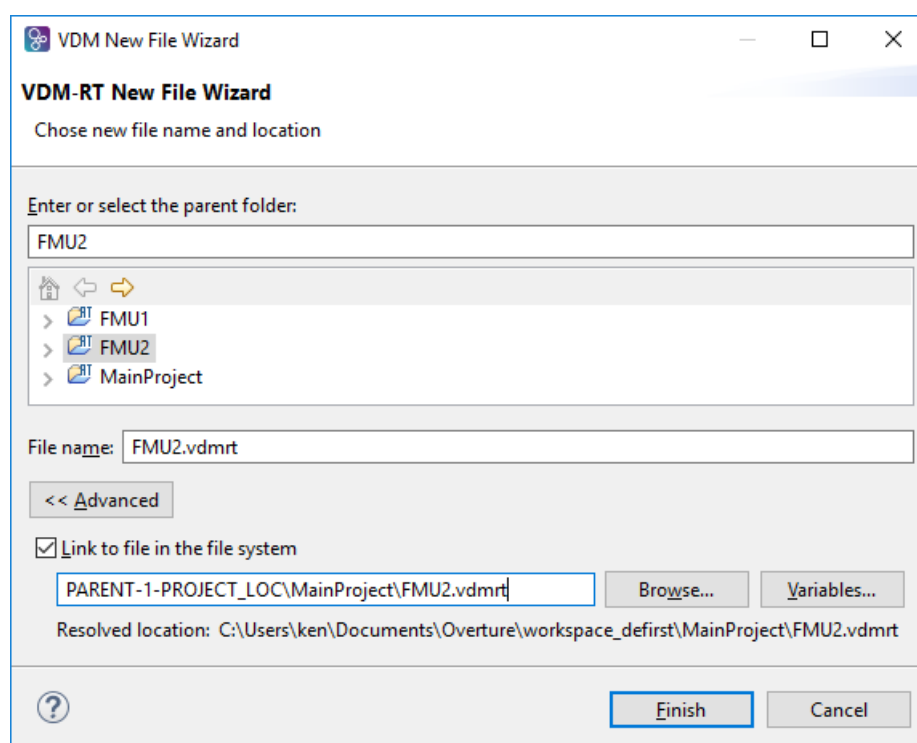 VDM New File Wizard
VDM-RT New File Wizard
Chose new file name and location
Enter or select the parent folder:
FMU2
FMU1
FMU2
MainProject
File name: FMU2.vdmrt
<< Advanced
Link to file in the file system
PARENT-1-PROJECT_LOC\MainProject\FMU2.vdmrt Browse... Variables...
Resolved location: C:\Users\ken\Documents\Overture\workspace_defirst\MainProject\FMU2.vdmrt
Finish Cancel